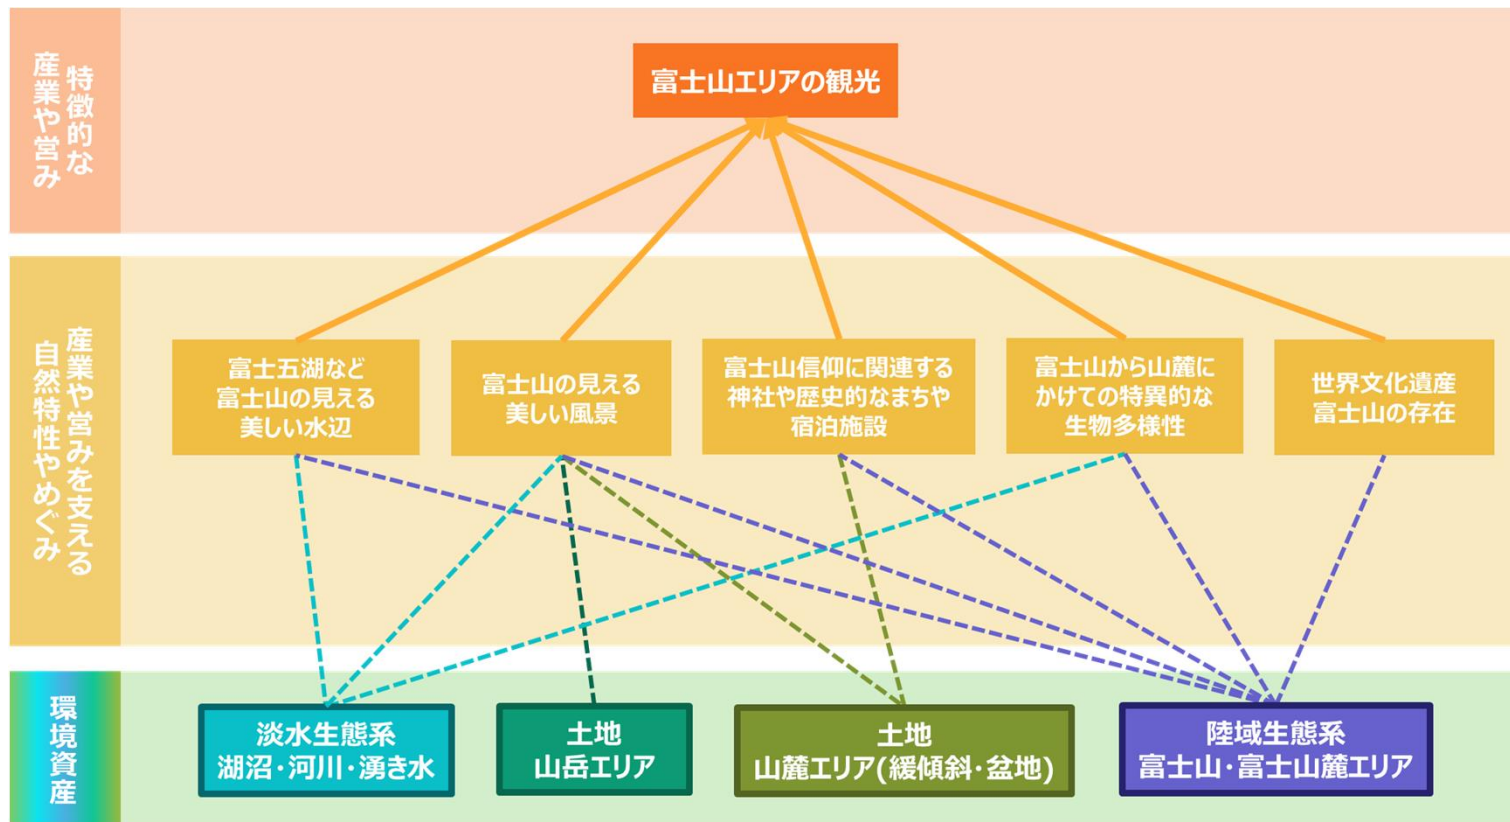 特徴的な
産業や営み
富士山エリアの観光
産業や営みを支える
自然特性やめぐみ
富士五湖など
富士山の見える
美しい水辺
富士山の見える
美しい風景
富士山信仰に関連する
神社や歴史的なまちや
宿泊施設
富士山から山麓に
かけての特異的な
生物多様性
世界文化遺産
富士山の存在
環境資産
淡水生態系
湖沼・河川・湧き水
土地
山岳エリア
土地
山麓エリア(緩傾斜・盆地)
陸域生態系
富士山・富士山麓エリア